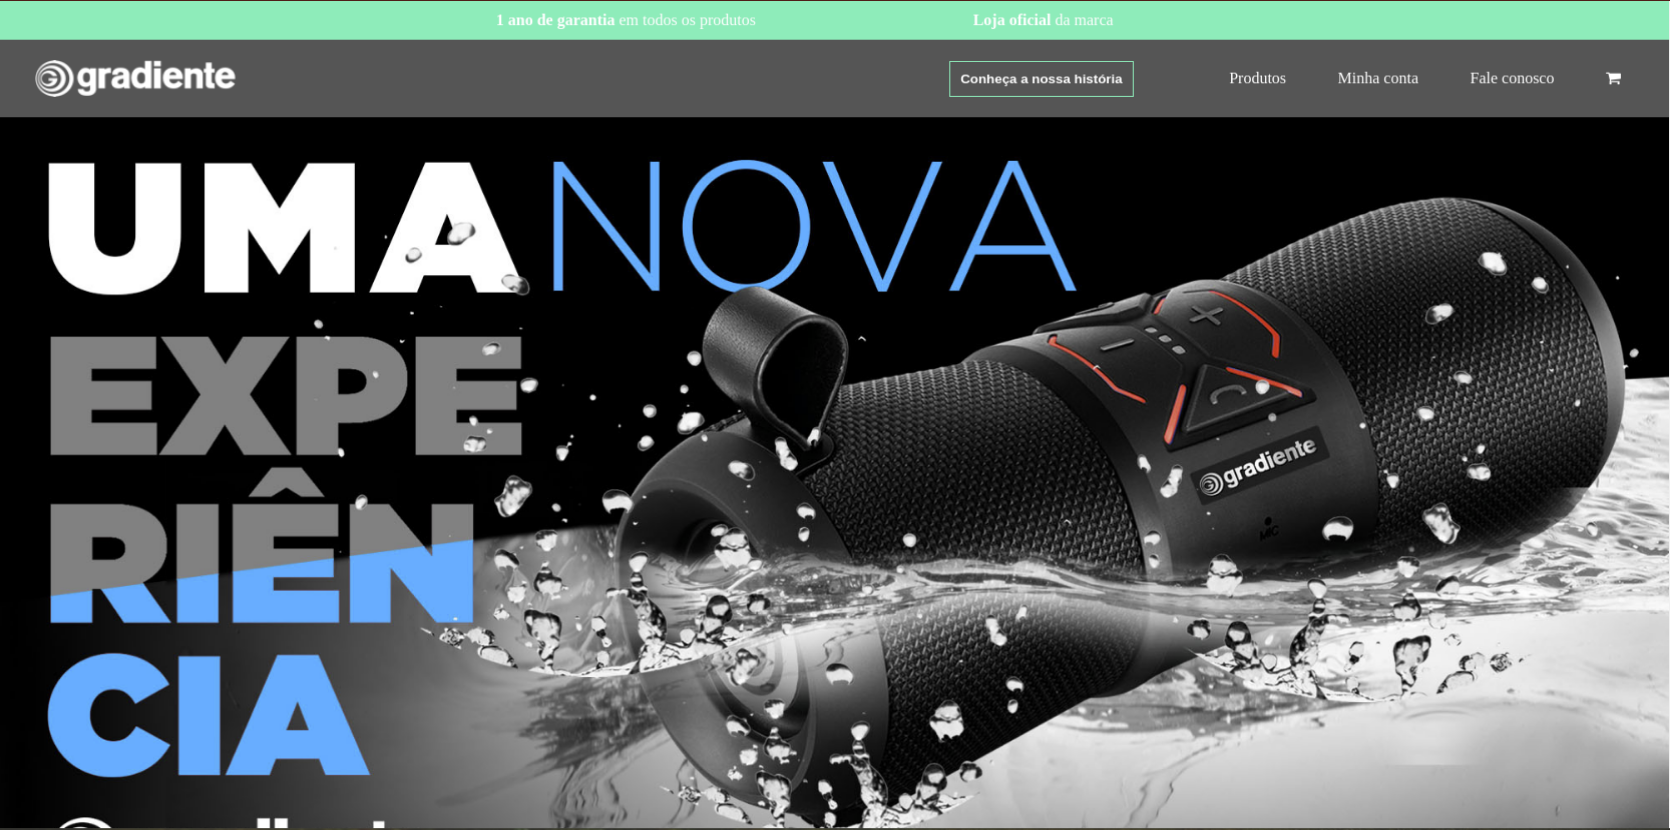 1 ano de garantia em todos os produtos
Loja oficial da marca
gradiente
Conheça a nossa história
Produtos
Minha conta
Fale conosco
UMA NOVA
EXPE
RIÊN
CIA
gradiente
MIC